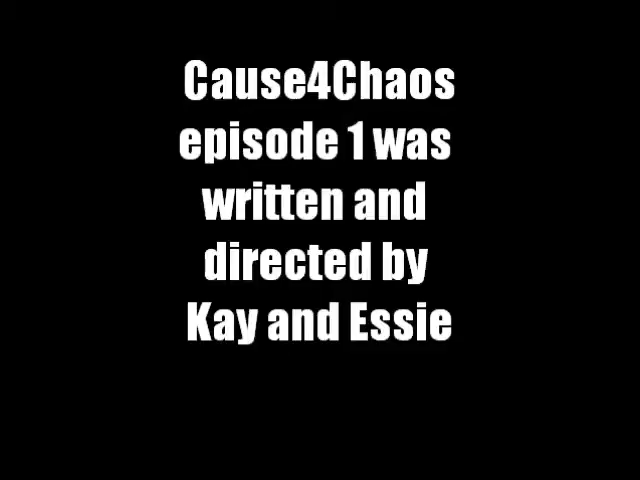 Cause4Chaos
episode 1 was
written and
directed by
Kay and Essie